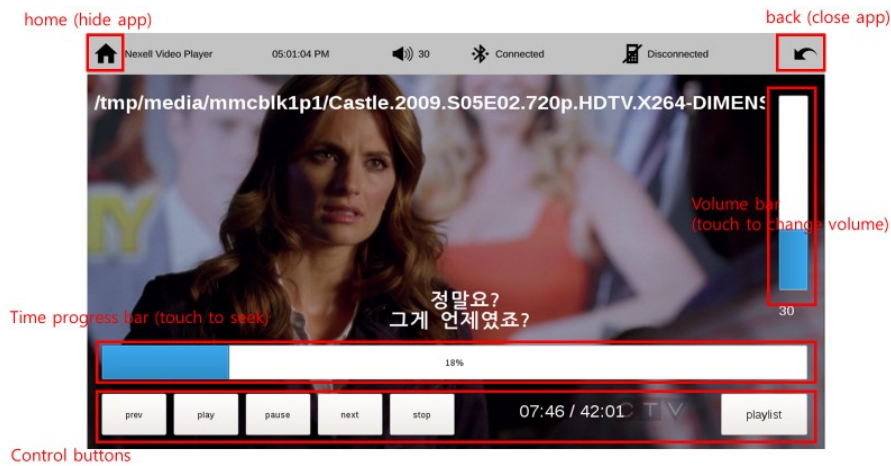 home (hide app)
back (close app)
Nexell Video Player 05:01:04 PM 30 Connected Disconnected
/tmp/media/mmcblk1p1/Castle.2009.S05E02.720p.HDTV.X264-DIMENS
Volume bar
(touch to change volume)
정말요?
그게 언제였죠?
Time progress bar (touch to seek)
30
18%
prev play pause next stop 07:46 / 42:01 CTV playlist
Control buttons